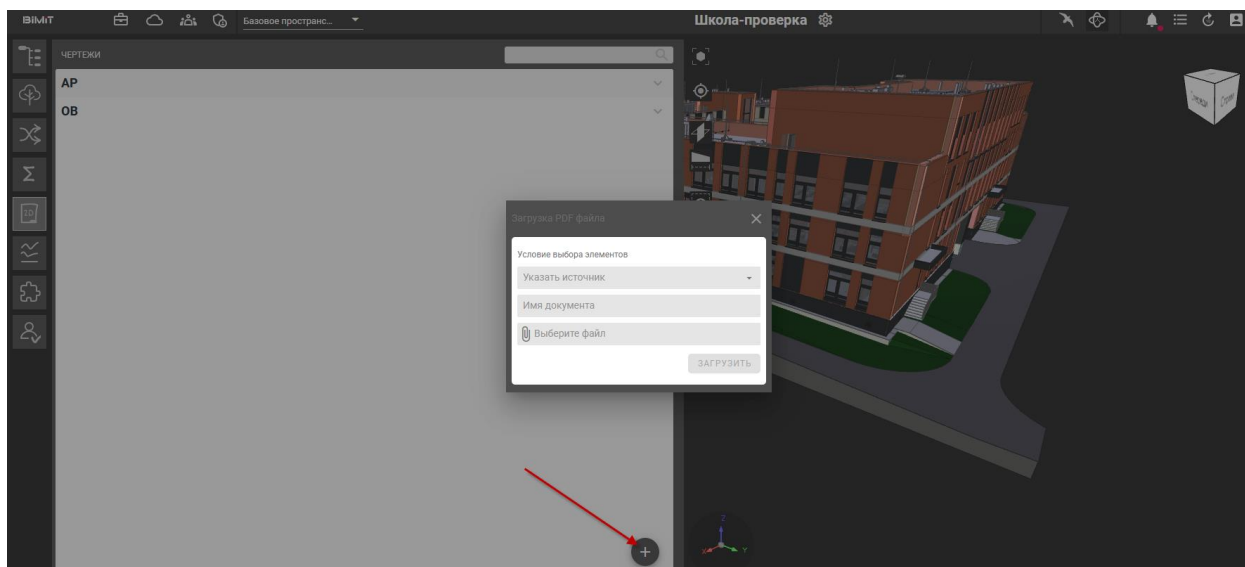 BIMIT
Базовое пространс...
Школа-проверка
ЧЕРТЕЖИ
АР
ОВ
2D
Загрузка PDF файла
Условие выбора элементов
Указать источник
Имя документа
Выберите файл
ЗАГРУЗИТЬ
Z
X
Y